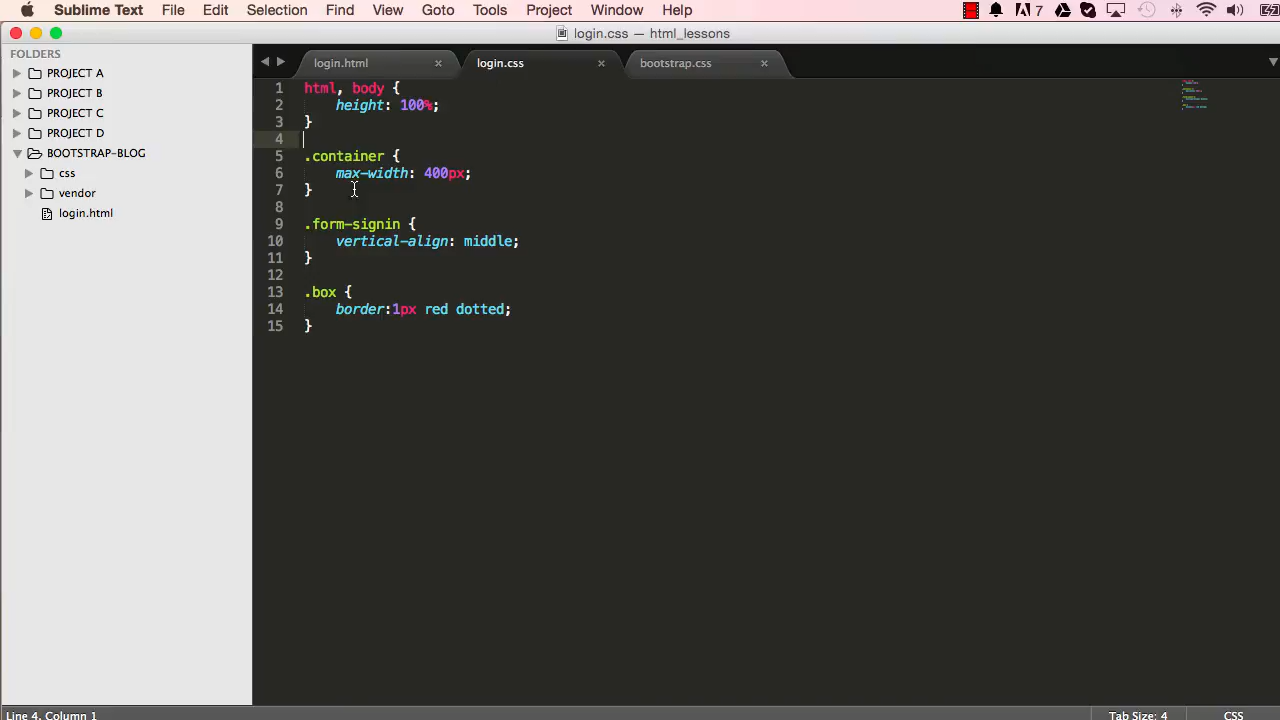 Sublime Text File Edit Selection Find View Goto Tools Project Window Help 7
login.css — html_lessons
FOLDERS
PROJECT A
PROJECT B
PROJECT C
PROJECT D
BOOTSTRAP-BLOG
css
vendor
login.html
login.html login.css bootstrap.css
1 html, body {
2 height: 100%;
3 }
4
5 .container {
6 max-width: 400px;
7 }
8
9 .form-signin {
10 vertical-align: middle;
11 }
12
13 .box {
14 border:1px red dotted;
15 }
Line 4, Column 1 Tab Size: 4 CSS